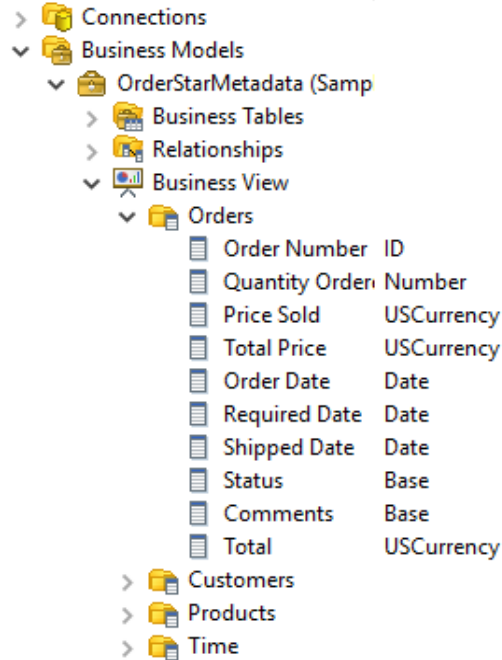 Connections
Business Models
OrderStarMetadata (Samp
Business Tables
Relationships
Business View
Orders
Order Number ID
Quantity Order Number
Price Sold USCurrency
Total Price USCurrency
Order Date Date
Required Date Date
Shipped Date Date
Status Base
Comments Base
Total USCurrency
Customers
Products
Time